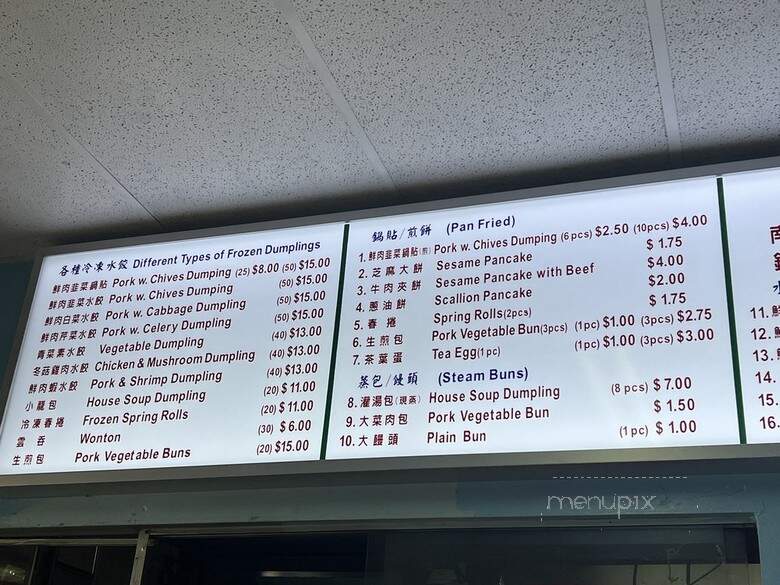 各種冷凍水餃 Different Types of Frozen Dumplings
鮮肉韮菜鍋貼 Pork w. Chives Dumping (25) $8.00 (50) $15.00
鮮肉韮菜水餃 Pork w. Chives Dumping (50) $15.00
鮮肉白菜水餃 Pork w. Gabbage Dumpling (50) $15.00
鮮肉芹菜水餃 Pork w. Celery Dumpling (50) $15.00
青菜素水餃 Vegetable Dumpling (40) $13.00
冬菇雞肉水餃 Chicken & Mushroom Dumpling (40) $13.00
鮮肉蝦水餃 Pork & Shrimp Dumpling (40) $13.00
小籠包 House Soup Dumpling (20) $11.00
冷凍春捲 Frozen Spring Rolls (20) $11.00
雲吞 Wonton (30) $6.00
生煎包 Pork Vegetable Buns (20) $15.00
鍋貼/煎餅 (Pan Fried)
1. 鮮肉韮菜鍋貼(煎) Pork w. Chives Dumping (6 pcs) $2.50 (10pcs) $4.00
2. 芝麻大餅 Sesame Pancake $1.75
3. 牛肉夾餅 Sesame Pancake with Beef $4.00
4. 蔥油餅 Scallion Pancake $2.00
5. 春捲 Spring Rolls(2pcs) $1.75
6. 生煎包 Pork Vegetable Bun(3pcs) (1pc) $1.00 (3pcs) $2.75
7. 茶葉蛋 Tea Egg(1pc) (1pc) $1.00 (3pcs) $3.00
蒸包/饅頭 (Steam Buns)
8. 灌湯包(現蒸) House Soup Dumpling (8 pcs) $7.00
9. 大菜肉包 Pork Vegetable Bun $1.50
10. 大饅頭 Plain Bun (1pc) $1.00
11.
12.
13.
14.
15.
16.
menupix